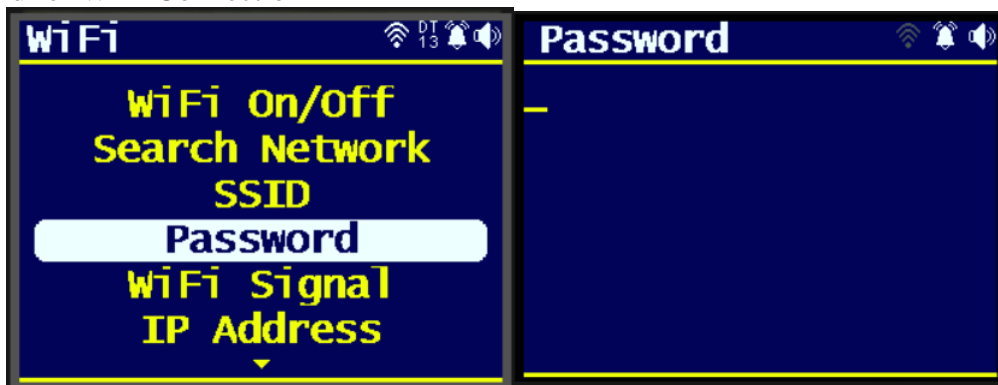 WiFi DT 13
WiFi On/Off
Search Network
SSID
Password
WiFi Signal
IP Address
Password
_